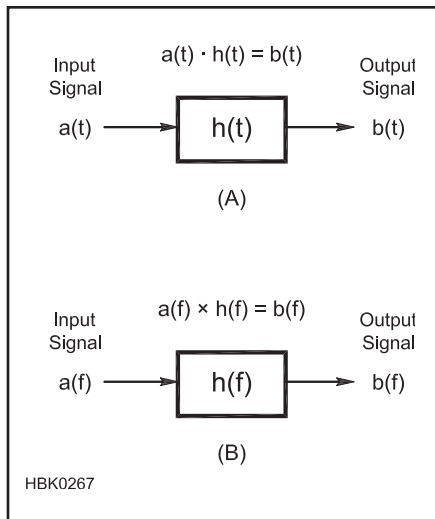 a(t) · h(t) = b(t)
Input Signal
Output Signal
a(t)
h(t)
b(t)
(A)
a(f) × h(f) = b(f)
Input Signal
Output Signal
a(f)
h(f)
b(f)
(B)
HBK0267